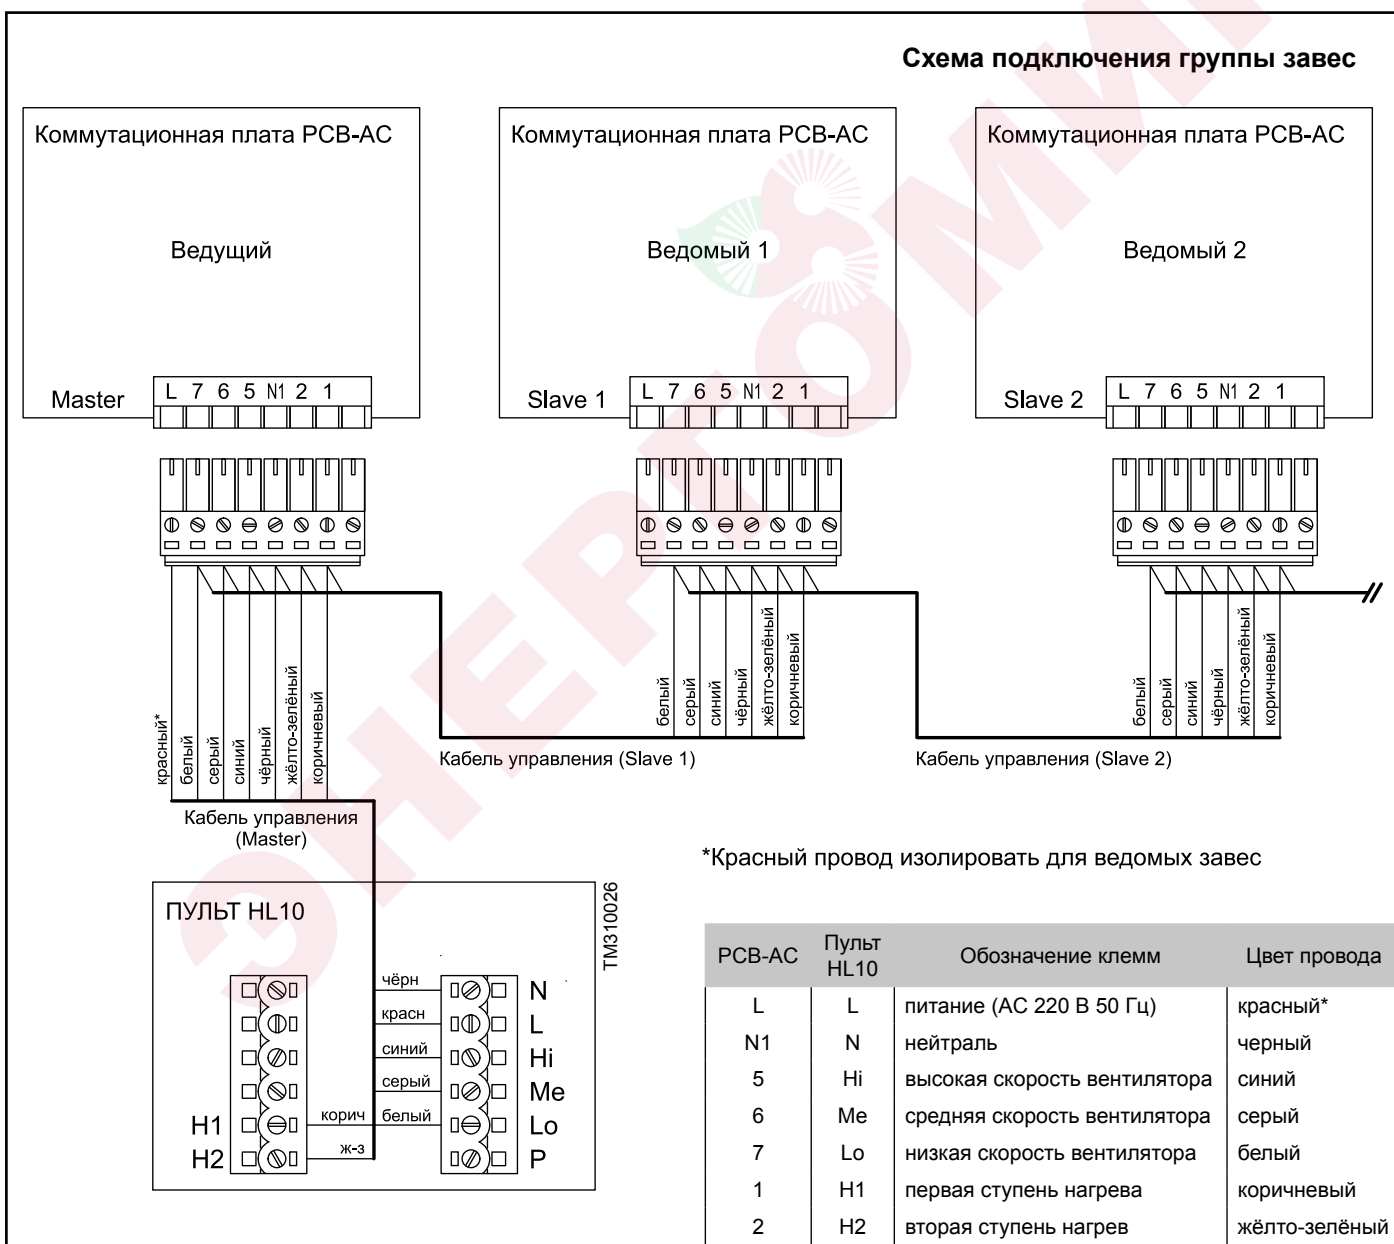 Схема подключения группы завес
Коммутационная плата PCB-AC
Ведущий
Master
L 7 6 5 N1 2 1
Коммутационная плата PCB-AC
Ведомый 1
Slave 1
L 7 6 5 N1 2 1
Коммутационная плата PCB-AC
Ведомый 2
Slave 2
L 7 6 5 N1 2 1
красный*
белый
серый
синий
чёрный
жёлто-зелёный
коричневый
Кабель управления
(Master)
белый
серый
синий
чёрный
жёлто-зелёный
коричневый
Кабель управления (Slave 1)
белый
серый
синий
чёрный
жёлто-зелёный
коричневый
Кабель управления (Slave 2)
ПУЛЬТ HL10
TM310026
чёрн N
красн L
синий Hi
серый Me
H1 корич белый Lo
H2 ж-з P
*Красный провод изолировать для ведомых завес
PCB-AC Пульт HL10 Обозначение клемм Цвет провода
L L питание (AC 220 В 50 Гц) красный*
N1 N нейтраль черный
5 Hi высокая скорость вентилятора синий
6 Me средняя скорость вентилятора серый
7 Lo низкая скорость вентилятора белый
1 H1 первая ступень нагрева коричневый
2 H2 вторая ступень нагрев жёлто-зелёный
ЭНЕРГОМИ